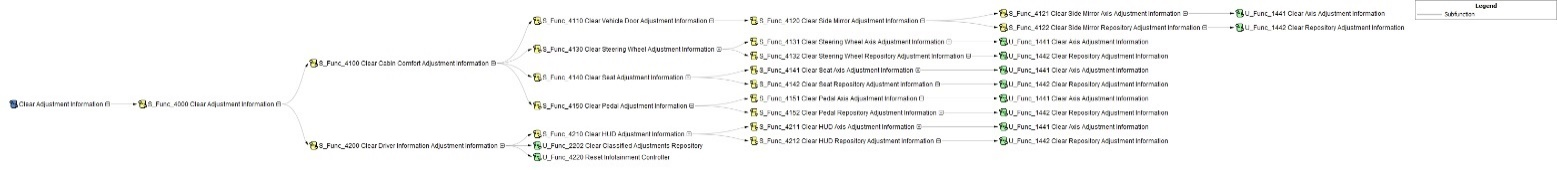 Clear Adjustment Information
S_Func_4000 Clear Adjustment Information
S_Func_4100 Clear Cabin Comfort Adjustment Information
S_Func_4110 Clear Vehicle Door Adjustment Information
S_Func_4120 Clear Side Mirror Adjustment Information
S_Func_4121 Clear Side Mirror Axis Adjustment Information
U_Func_1441 Clear Axis Adjustment Information
S_Func_4122 Clear Side Mirror Repository Adjustment Information
U_Func_1442 Clear Repository Adjustment Information
S_Func_4130 Clear Steering Wheel Adjustment Information
S_Func_4131 Clear Steering Wheel Axis Adjustment Information
U_Func_1441 Clear Axis Adjustment Information
S_Func_4132 Clear Steering Wheel Repository Adjustment Information
U_Func_1442 Clear Repository Adjustment Information
S_Func_4140 Clear Seat Adjustment Information
S_Func_4141 Clear Seat Axis Adjustment Information
U_Func_1441 Clear Axis Adjustment Information
S_Func_4142 Clear Seat Repository Adjustment Information
U_Func_1442 Clear Repository Adjustment Information
S_Func_4150 Clear Pedal Adjustment Information
S_Func_4151 Clear Pedal Axis Adjustment Information
U_Func_1441 Clear Axis Adjustment Information
S_Func_4152 Clear Pedal Repository Adjustment Information
U_Func_1442 Clear Repository Adjustment Information
S_Func_4200 Clear Driver Information Adjustment Information
S_Func_4210 Clear HUD Adjustment Information
S_Func_4211 Clear HUD Axis Adjustment Information
U_Func_1441 Clear Axis Adjustment Information
S_Func_4212 Clear HUD Repository Adjustment Information
U_Func_1442 Clear Repository Adjustment Information
U_Func_2202 Clear Classified Adjustments Repository
U_Func_4220 Reset Infotainment Controller
Legend
Subfunction